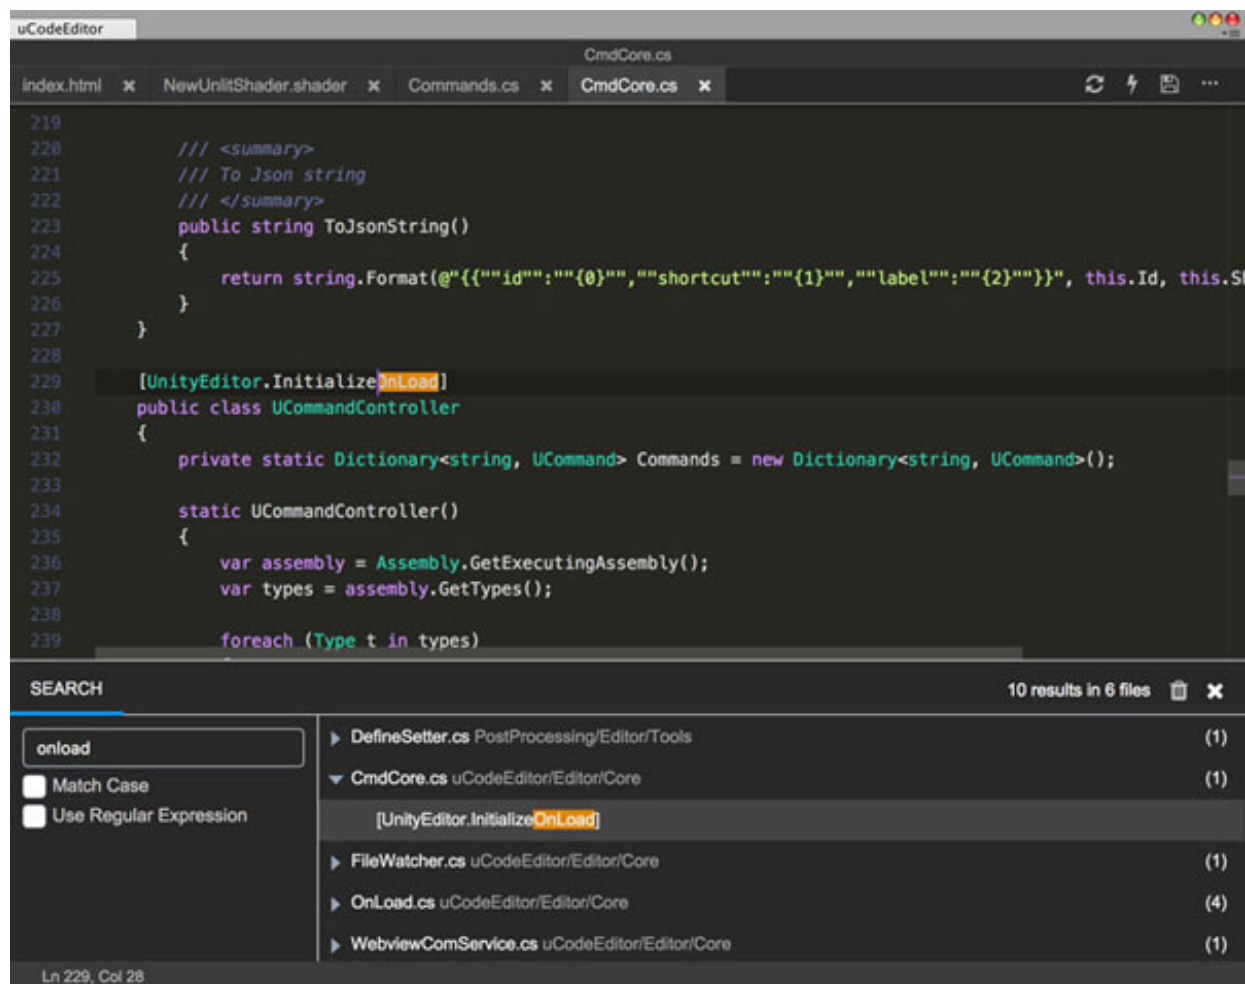 uCodeEditor
CmdCore.cs
index.html × NewUnlitShader.shader × Commands.cs × CmdCore.cs ×
219
220 /// <summary>
221 /// To Json string
222 /// </summary>
223 public string ToJsonString()
224 {
225 return string.Format(@"{{""id"":""{0}"",""shortcut"":""{1}"",""label"":""{2}""}}", this.Id, this.S
226 }
227 }
228
229 [UnityEditor.InitializeOnLoad]
230 public class UCommandController
231 {
232 private static Dictionary<string, UCommand> Commands = new Dictionary<string, UCommand>();
233
234 static UCommandController()
235 {
236 var assembly = Assembly.GetExecutingAssembly();
237 var types = assembly.GetTypes();
238
239 foreach (Type t in types)
SEARCH 10 results in 6 files
onload
Match Case
Use Regular Expression
DefineSetter.cs PostProcessing/Editor/Tools (1)
CmdCore.cs uCodeEditor/Editor/Core (1)
[UnityEditor.InitializeOnLoad]
FileWatcher.cs uCodeEditor/Editor/Core (1)
OnLoad.cs uCodeEditor/Editor/Core (4)
WebviewComService.cs uCodeEditor/Editor/Core (1)
Ln 229, Col 28